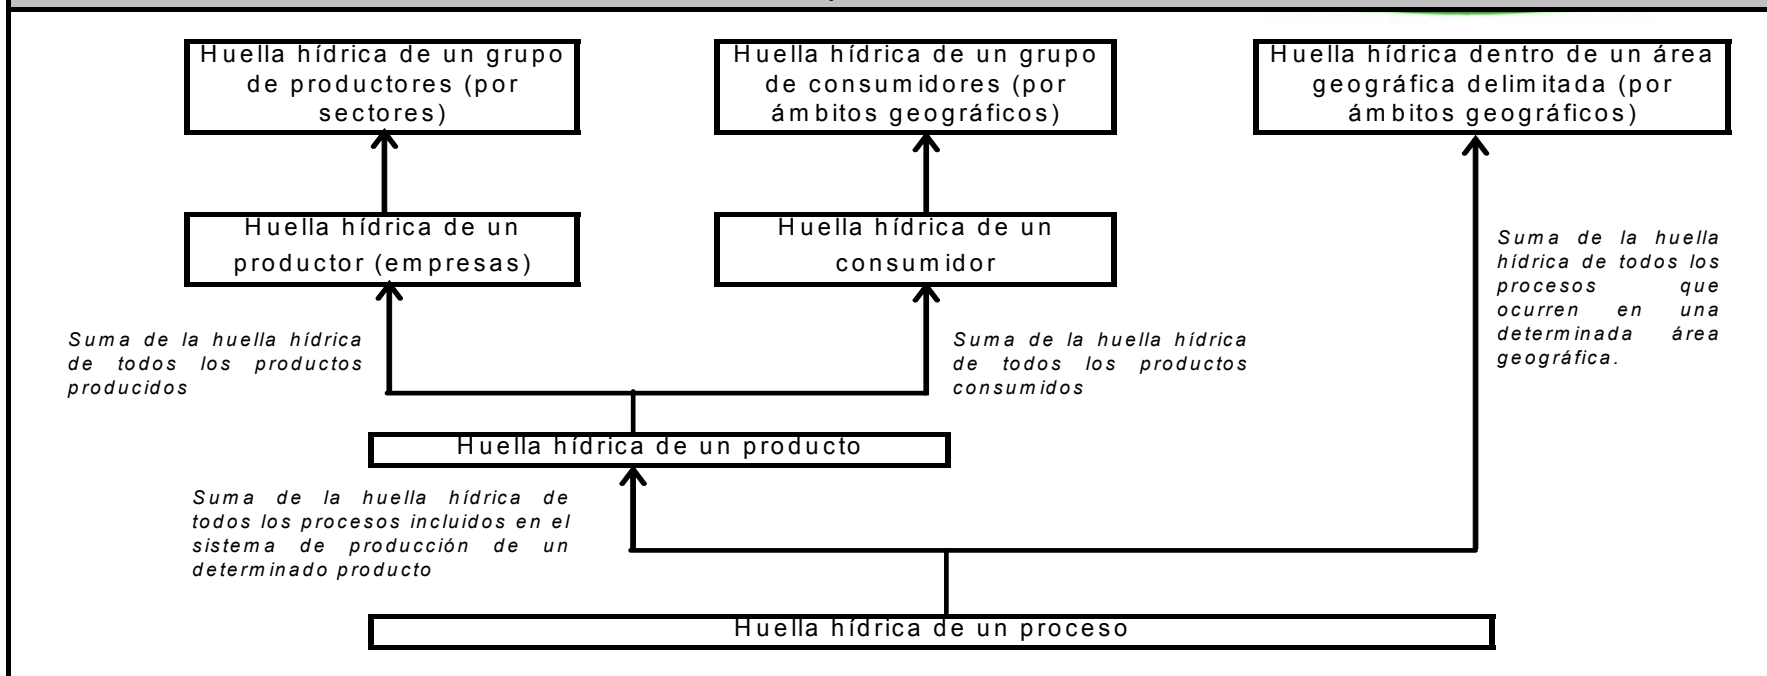 Huella hídrica de un grupo
de productores (por
sectores)
Huella hídrica de un grupo
de consumidores (por
ámbitos geográficos)
Huella hídrica dentro de un área
geográfica delimitada (por
ámbitos geográficos)
Huella hídrica de un
productor (empresas)
Huella hídrica de un
consumidor
Suma de la huella
hídrica de todos los
procesos que
ocurren en una
determinada área
geográfica.
Suma de la huella hídrica
de todos los productos
producidos
Suma de la huella hídrica
de todos los productos
consumidos
Huella hídrica de un producto
Suma de la huella hídrica de
todos los procesos incluidos en el
sistema de producción de un
determinado producto
Huella hídrica de un proceso